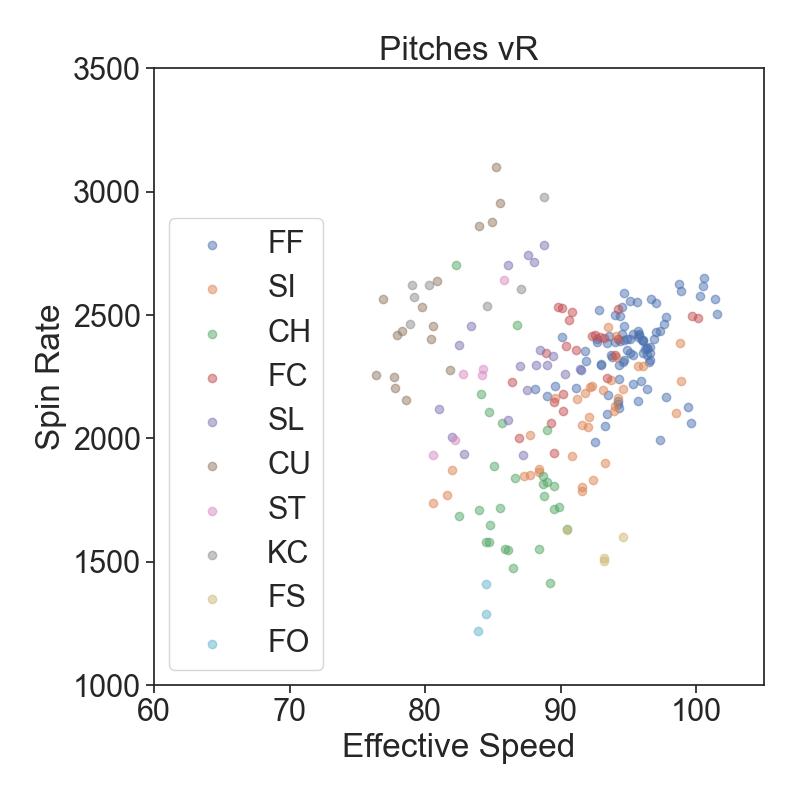 Pitches vR
3500
3000
2500
2000
1500
1000
Spin Rate
FF
SI
CH
FC
SL
CU
ST
KC
FS
FO
60 70 80 90 100
Effective Speed